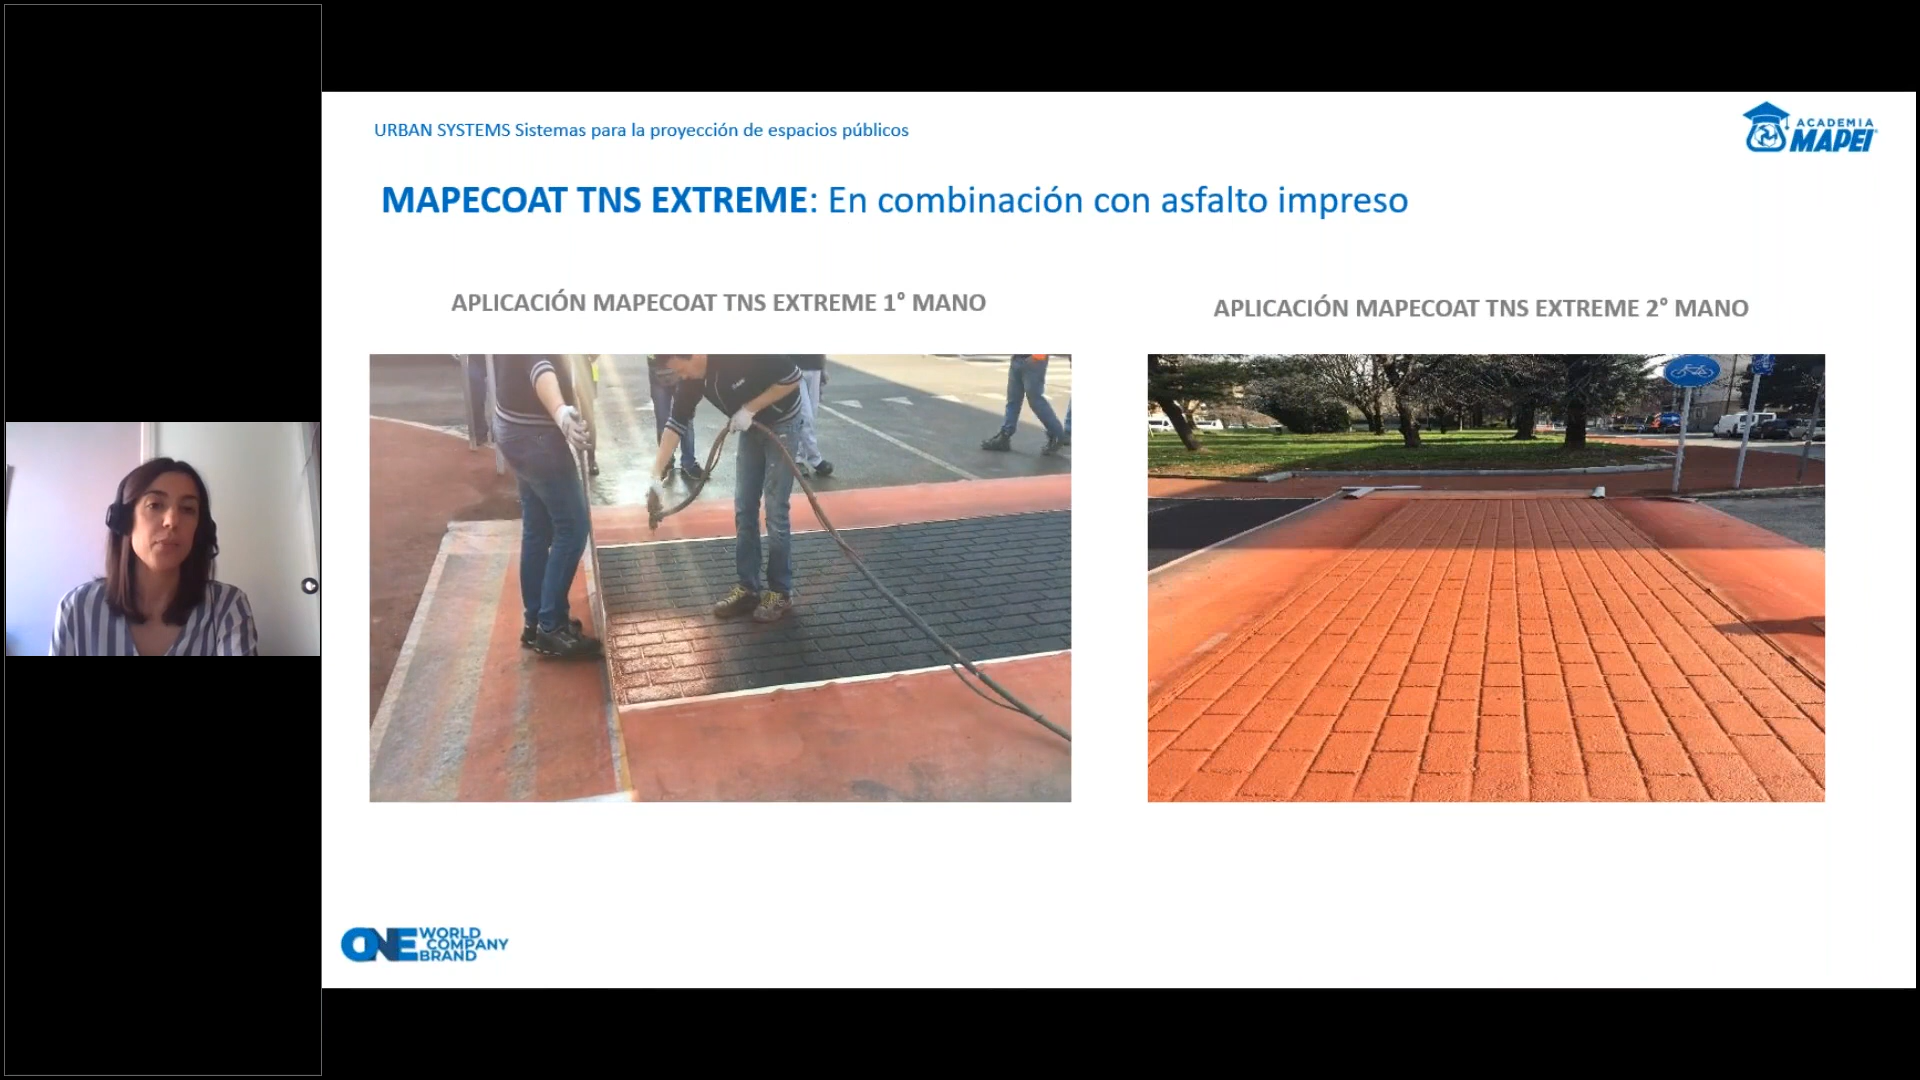 URBAN SYSTEMS Sistemas para la proyección de espacios públicos
ACADEMIA
MAPEI
MAPECOAT TNS EXTREME: En combinación con asfalto impreso
APLICACIÓN MAPECOAT TNS EXTREME 1° MANO
APLICACIÓN MAPECOAT TNS EXTREME 2° MANO
ONE WORLD
COMPANY
BRAND